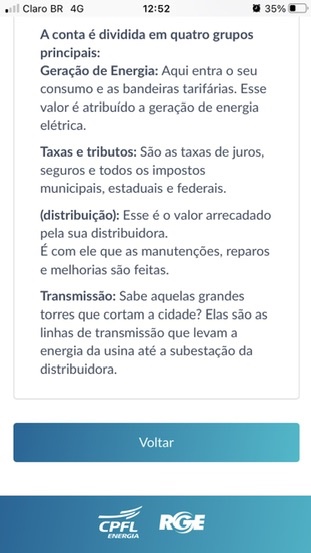 Claro BR 4G 12:52 35%
A conta é dividida em quatro grupos
principais:
Geração de Energia: Aqui entra o seu
consumo e as bandeiras tarifárias. Esse
valor é atribuído a geração de energia
elétrica.
Taxas e tributos: São as taxas de juros,
seguros e todos os impostos
municipais, estaduais e federais.
(distribuição): Esse é o valor arrecadado
pela sua distribuidora.
É com ele que as manutenções, reparos
e melhorias são feitas.
Transmissão: Sabe aquelas grandes
torres que cortam a cidade? Elas são as
linhas de transmissão que levam a
energia da usina até a subestação da
distribuidora.
Voltar
CPFL RGE
ENERGIA